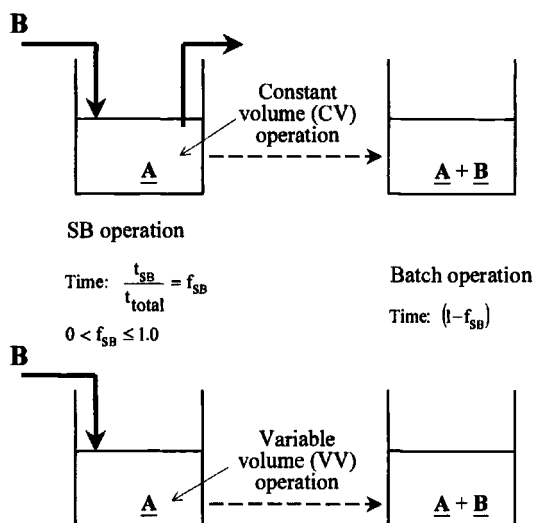 B
Constant
volume (CV)
operation
A
A + B
SB operation
Time: t_SB / t_total = f_SB
0 < f_SB ≤ 1.0
Batch operation
Time: (1-f_SB)
B
Variable
volume (VV)
operation
A
A + B